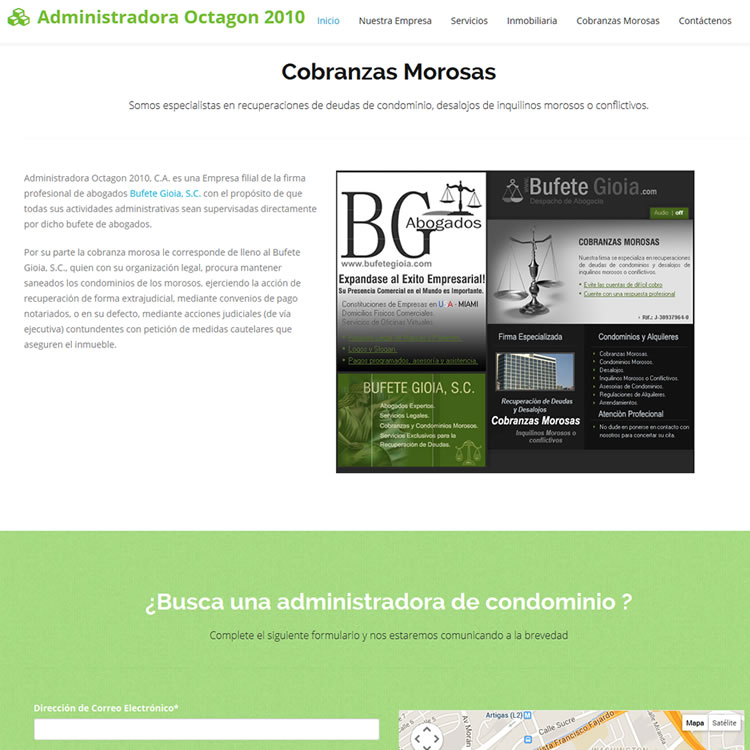 Administradora Octagon 2010
Inicio
Nuestra Empresa
Servicios
Inmobiliaria
Cobranzas Morosas
Contáctenos
Cobranzas Morosas
Somos especialistas en recuperaciones de deudas de condominio, desalojos de inquilinos morosos o conflictivos.
Administradora Octagon 2010, C.A. es una Empresa filial de la firma
profesional de abogados Bufete Gioia, S.C. con el propósito de que
todas sus actividades administrativas sean supervisadas directamente
por dicho bufete de abogados.
Por su parte la cobranza morosa le corresponde de lleno al Bufete
Gioia, S.C., quien con su organización legal, procura mantener
saneados los condominios de los morosos, ejerciendo la acción de
recuperación de forma extrajudicial, mediante convenios de pago
notariados, o en su defecto, mediante acciones judiciales (de vía
ejecutiva) contundentes con petición de medidas cautelares que
aseguren el inmueble.
BG
Abogados
www.bufetegioia.com
Expandase al Exito Empresarial!
Su Presencia Comercial en el Mundo es Importante.
Constituciones de Empresas en U·A·MIAMI
Domicilios Fisicos Comerciales.
Servicios de Oficinas Virtuales.
Logos y Slogan.
Pagos programados, asesoría y asistencia.
BUFETE GIOIA, S.C.
Abogados Expertos.
Servicios Legales.
Cobranzas y Condominios Morosos.
Servicios Exclusivos para la
Recuperación de Deudas.
www.Bufete Gioia.com
Despacho de Abogados
Audio | off
COBRANZAS MOROSAS
Nuestra firma, se especializa en recuperaciones
de deudas de condominios y desalojos de
inquilinos morosos o conflictivos.
Evite las cuentas de difícil cobro
Cuente con una respuesta profesional
Rif.: J-30937964-0
Firma Especializada
Recuperación de Deudas
y Desalojos
Cobranzas Morosas
Inquilinos Morosos o
conflictivos
Condominios y Alquileres
Cobranzas Morosas.
Condominios Morosos.
Desalojos.
Inquilinos Morosos o Conflictivos.
Asesorias de Condominios.
Regulaciones de Alquileres
Arrendamientos.
Atención Profecional
No dude en ponerse en contacto con
nosotros para concertar su cita.
¿Busca una administradora de condominio ?
Complete el siguiente formulario y nos estaremos comunicando a la brevedad
Dirección de Correo Electrónico*
Artigas (L2)
Av Morán
Calle Sucre
Francisco Fajardo
WASHINGTON
Mapa
Satélite